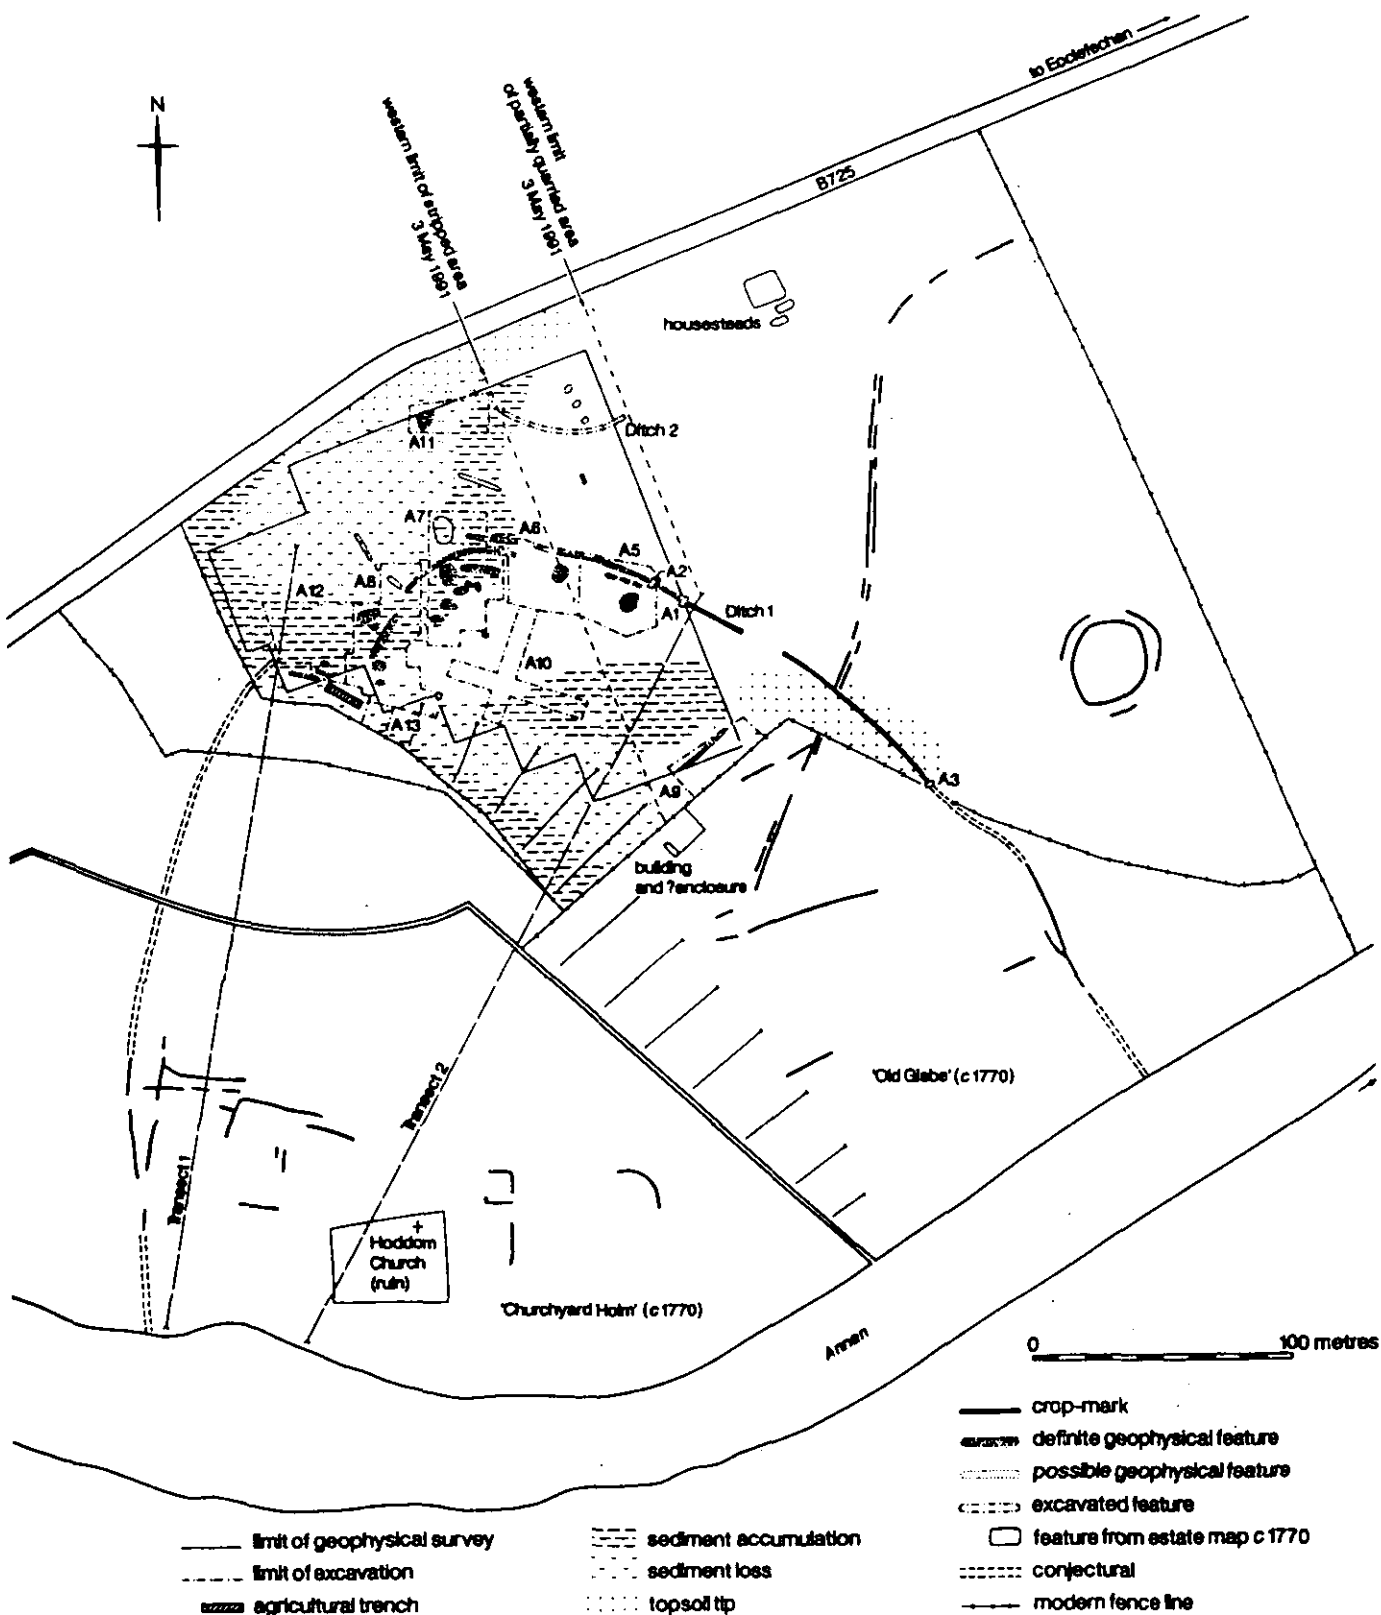 to Ecclefechan
N
western limit
of partially quarried area
3 May 1991
western limit of stripped area
3 May 1991
B725
housesteads
Ditch 2
A11
A7
A6
A5
A2
A8
A12
A1
Ditch 1
A10
A13
A3
A9
building
and ?enclosure
'Old Glebe' (c 1770)
Transect 2
Transect 1
Hoddom
Church
(ruin)
'Churchyard Holm' (c 1770)
Annan
0 100 metres
crop-mark
definite geophysical feature
possible geophysical feature
excavated feature
feature from estate map c 1770
conjectural
modern fence line
limit of geophysical survey
limit of excavation
agricultural trench
sediment accumulation
sediment loss
topsoil tip